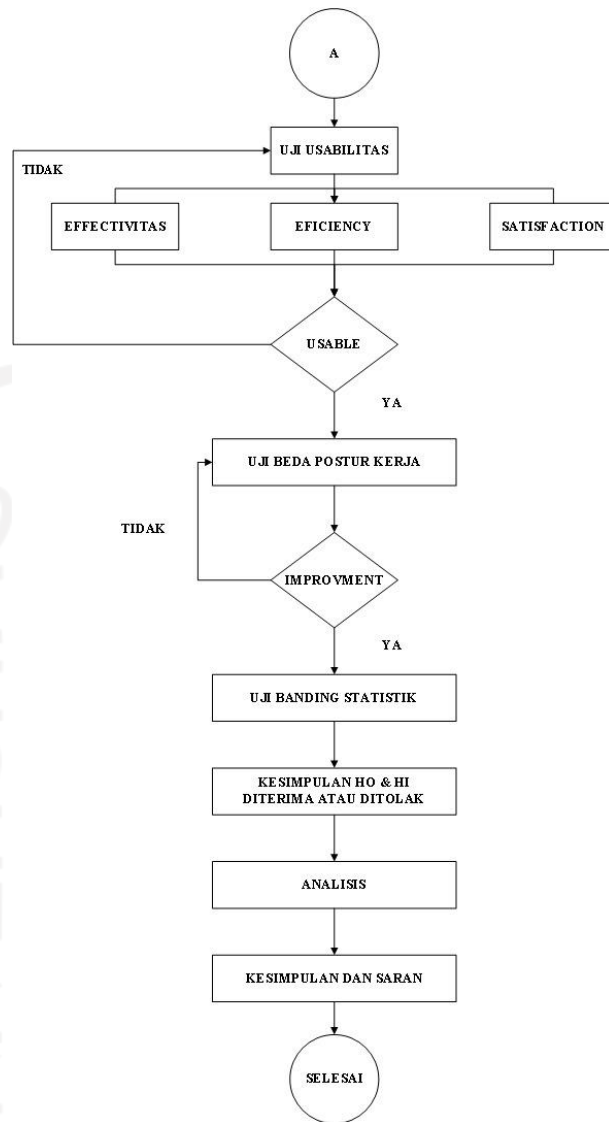 A
UJI USABILITAS
TIDAK
EFFECTIVITAS
EFICIENCY
SATISFACTION
USABLE
YA
UJI BEDA POSTUR KERJA
TIDAK
IMPROVMENT
YA
UJI BANDING STATISTIK
KESIMPULAN HO & HI
DITERIMA ATAU DITOLAK
ANALISIS
KESIMPULAN DAN SARAN
SELESAI